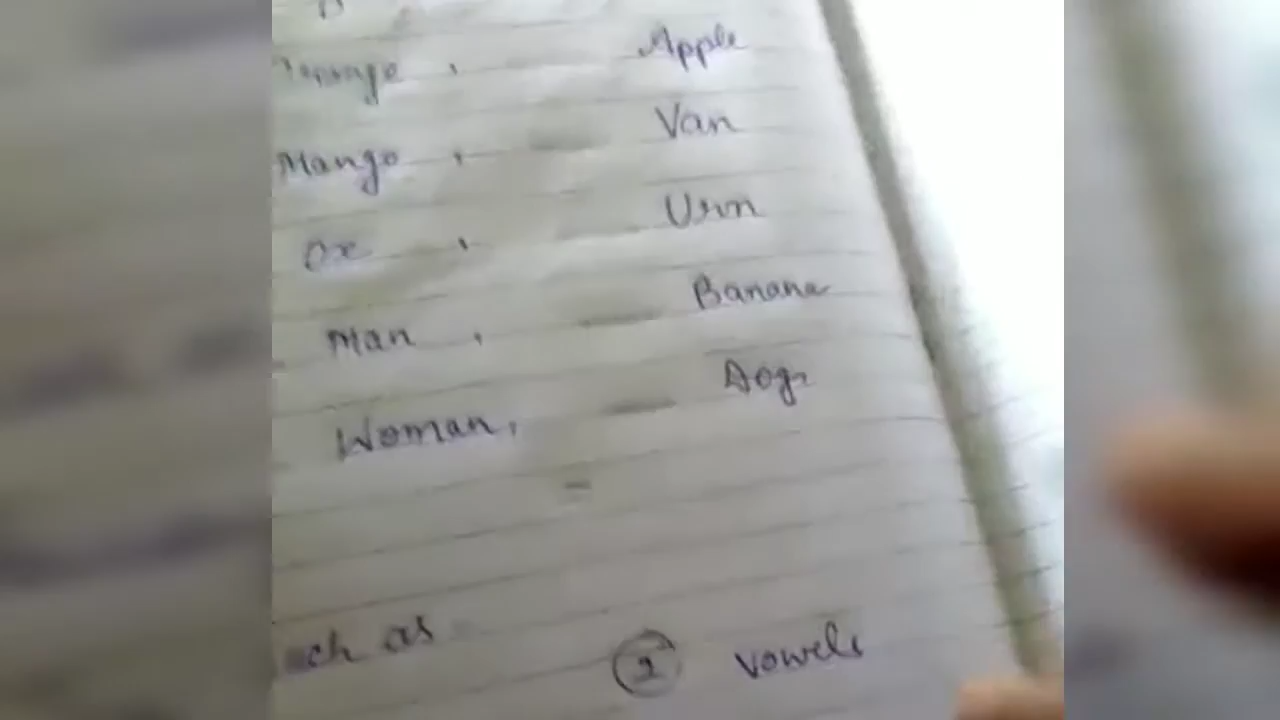 Apple
Mango , Van
Ox , Urn
Man , Banana
Woman, Dog
ch as
2 vowels